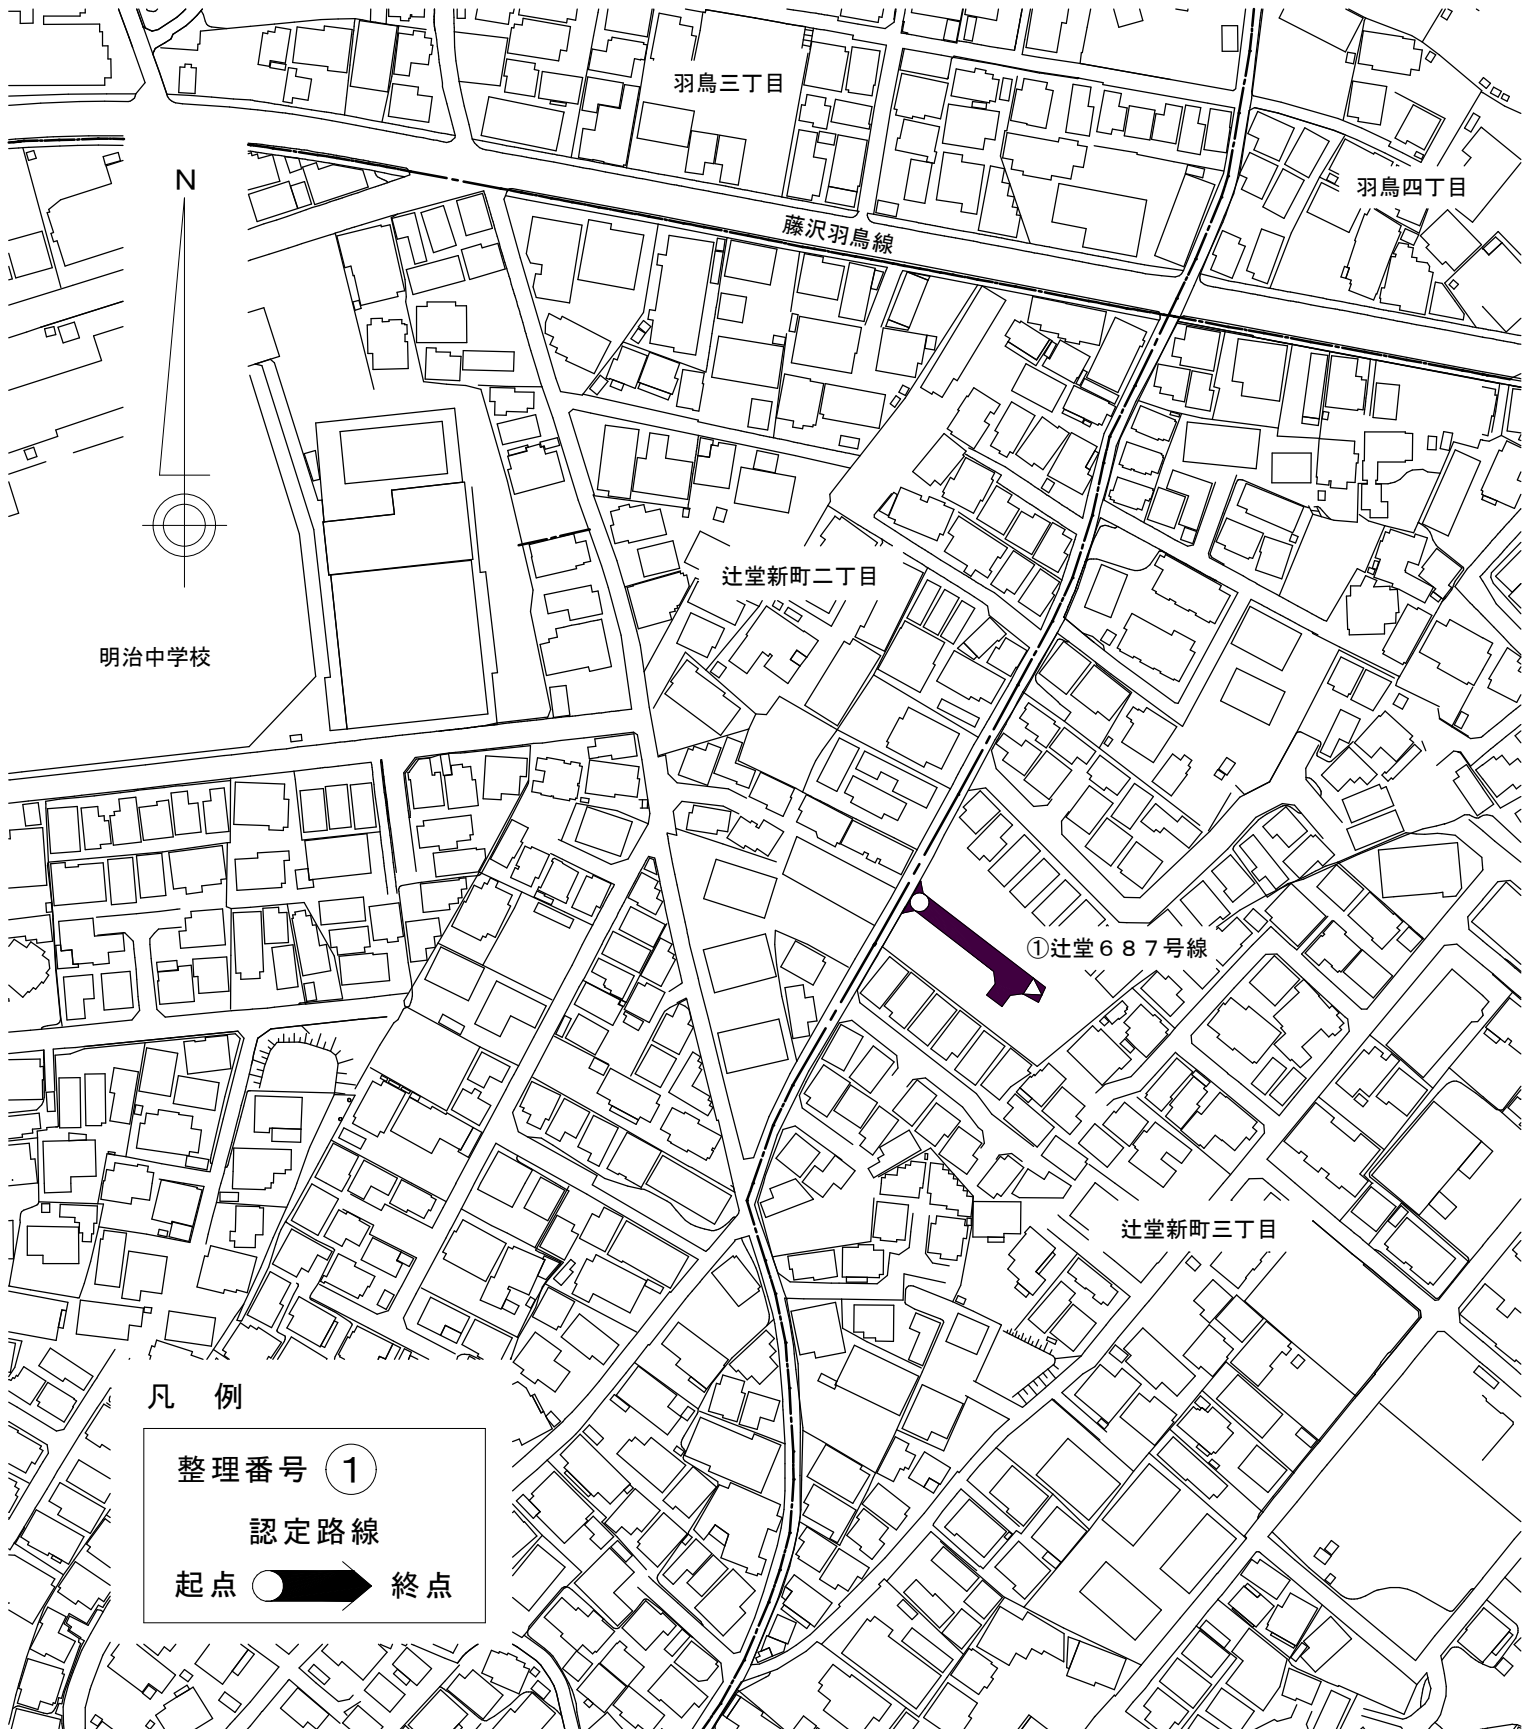 羽鳥三丁目
N
羽鳥四丁目
藤沢羽鳥線
辻堂新町二丁目
明治中学校
①辻堂６８７号線
辻堂新町三丁目
凡　例
整理番号 ①
認定路線
起点 終点